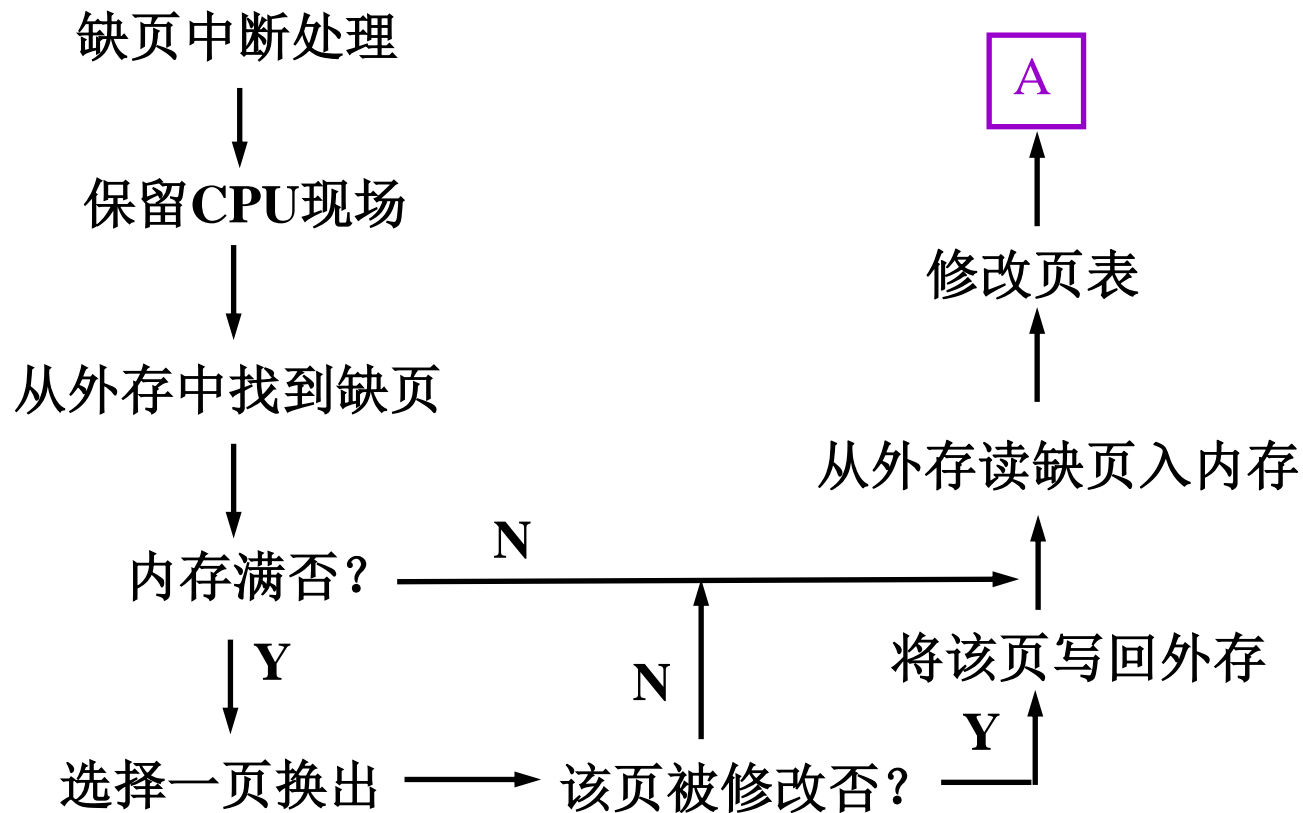 缺页中断处理
保留CPU现场
从外存中找到缺页
内存满否？
N
Y
选择一页换出
该页被修改否？
N
Y
将该页写回外存
从外存读缺页入内存
修改页表
A